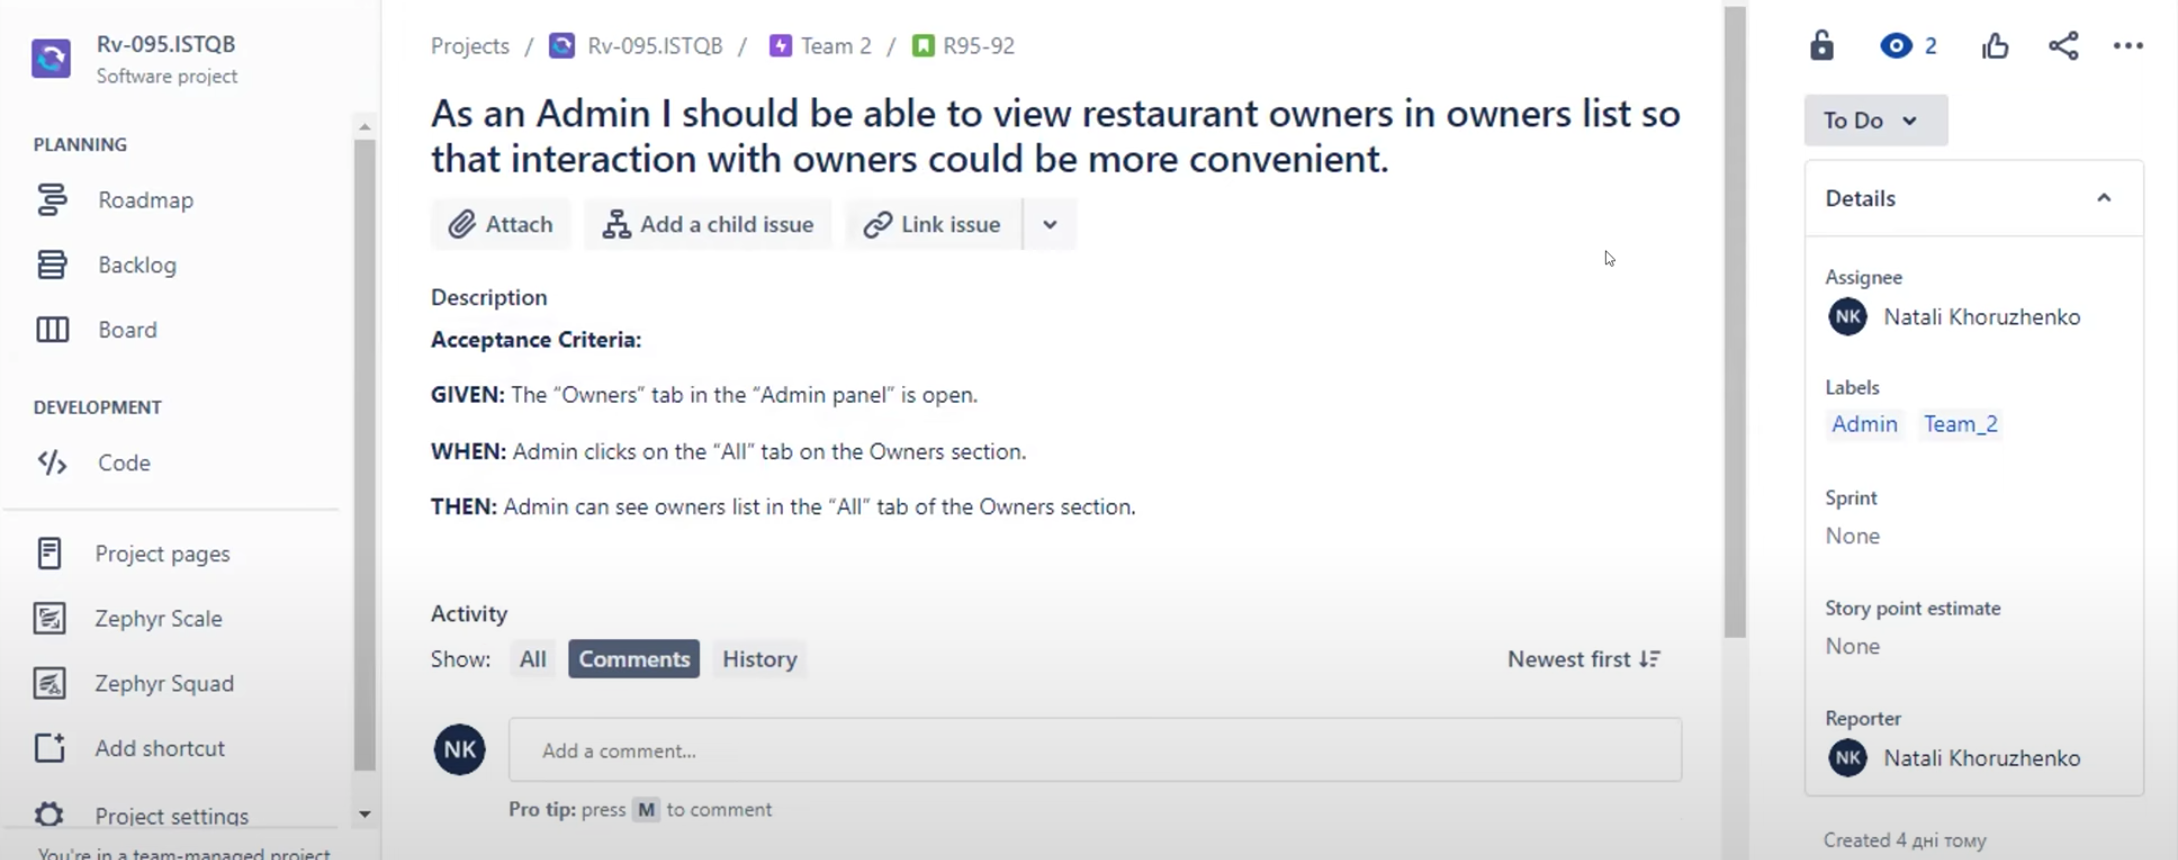 Rv-095.ISTQB
Software project
PLANNING
Roadmap
Backlog
Board
DEVELOPMENT
Code
Project pages
Zephyr Scale
Zephyr Squad
Add shortcut
Project settings
You're in a team-managed project
Projects / Rv-095.ISTQB / Team 2 / R95-92
As an Admin I should be able to view restaurant owners in owners list so
that interaction with owners could be more convenient.
Attach
Add a child issue
Link issue
Description
Acceptance Criteria:
GIVEN: The “Owners” tab in the “Admin panel” is open.
WHEN: Admin clicks on the “All” tab on the Owners section.
THEN: Admin can see owners list in the “All” tab of the Owners section.
Activity
Show: All Comments History
Newest first
NK
Add a comment...
Pro tip: press M to comment
2
To Do
Details
Assignee
NK Natali Khoruzhenko
Labels
Admin Team_2
Sprint
None
Story point estimate
None
Reporter
NK Natali Khoruzhenko
Created 4 дні тому